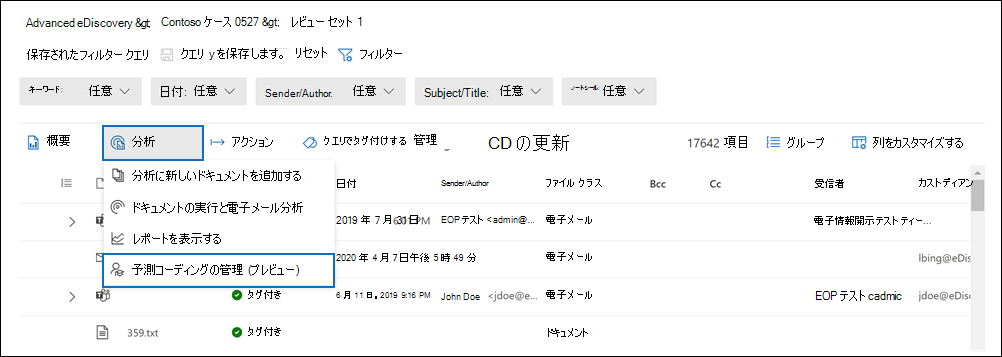 Advanced eDiscovery &gt; Contoso ケース 0527 &gt; レビュー セット 1
保存されたフィルター クエリ クエリ y を保存します。 リセット フィルター
キーワード: 任意 日付: 任意 Sender/Author. 任意 Subject/Title: 任意 任意
概要 分析 アクション クエリでタグ付けする 管理 CD の更新 17642 項目 グループ 列をカスタマイズする
分析に新しいドキュメントを追加する
日付 Sender/Author ファイル クラス Bcc Cc 受信者 カストディアン
ドキュメントの実行と電子メール分析
2019 年 7 月 31日 PM EOP テスト <admin@... 電子メール 電子情報開示テスト ティー...
レポートを表示する
2020 年 4 月 7日午後 5 時 49 分 電子メール lbing@eDis
予測コーディングの管理 (プレビュー)
タグ付き 6 月 11 日。2019 9:16 PM John Doe <jdoe@e... 電子メール EOP テスト cadmic jdoe@eDisc
359.txt タグ付き ドキュメント